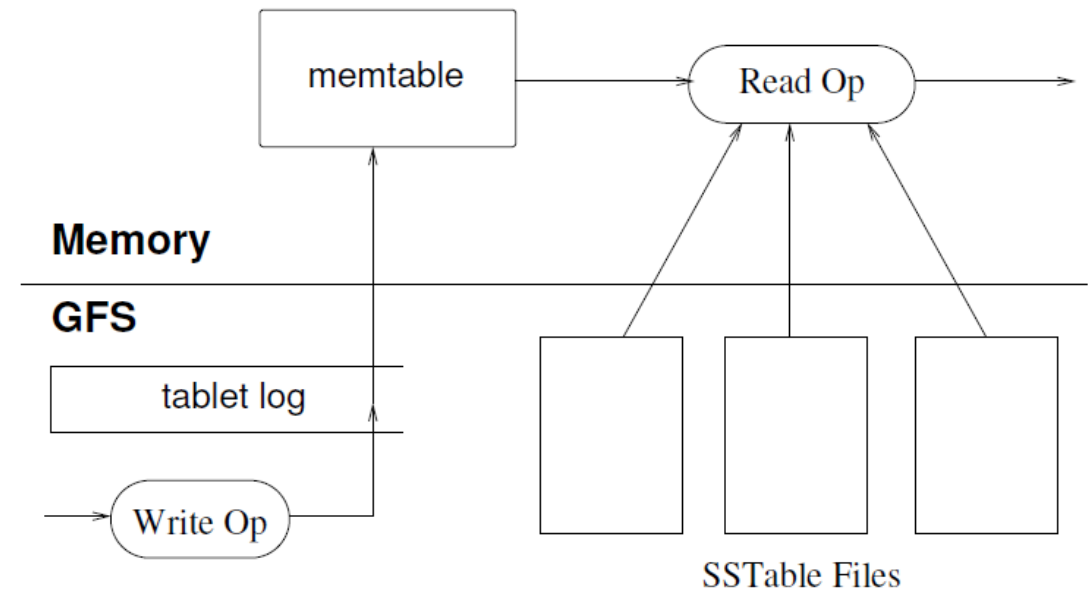 memtable
Read Op
Memory
GFS
tablet log
Write Op
SSTable Files